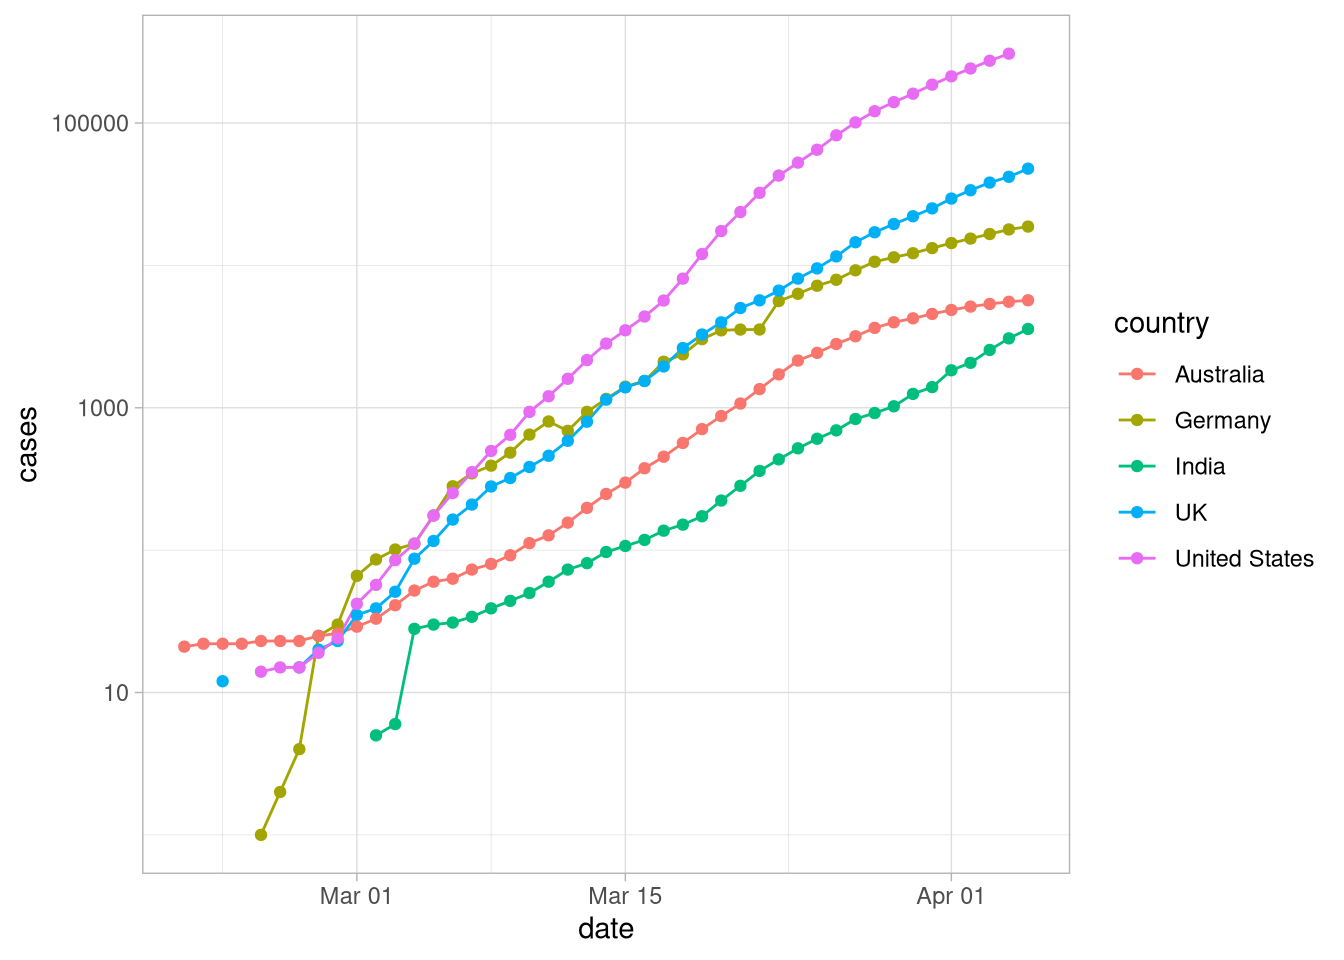 100000
1000
10
cases
Mar 01
Mar 15
Apr 01
date
country
Australia
Germany
India
UK
United States